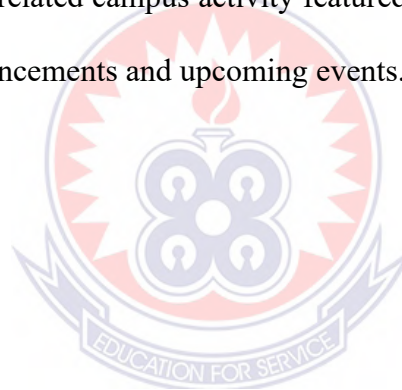 related campus activity featured
ncements and upcoming events.
EDUCATION FOR SERVICE